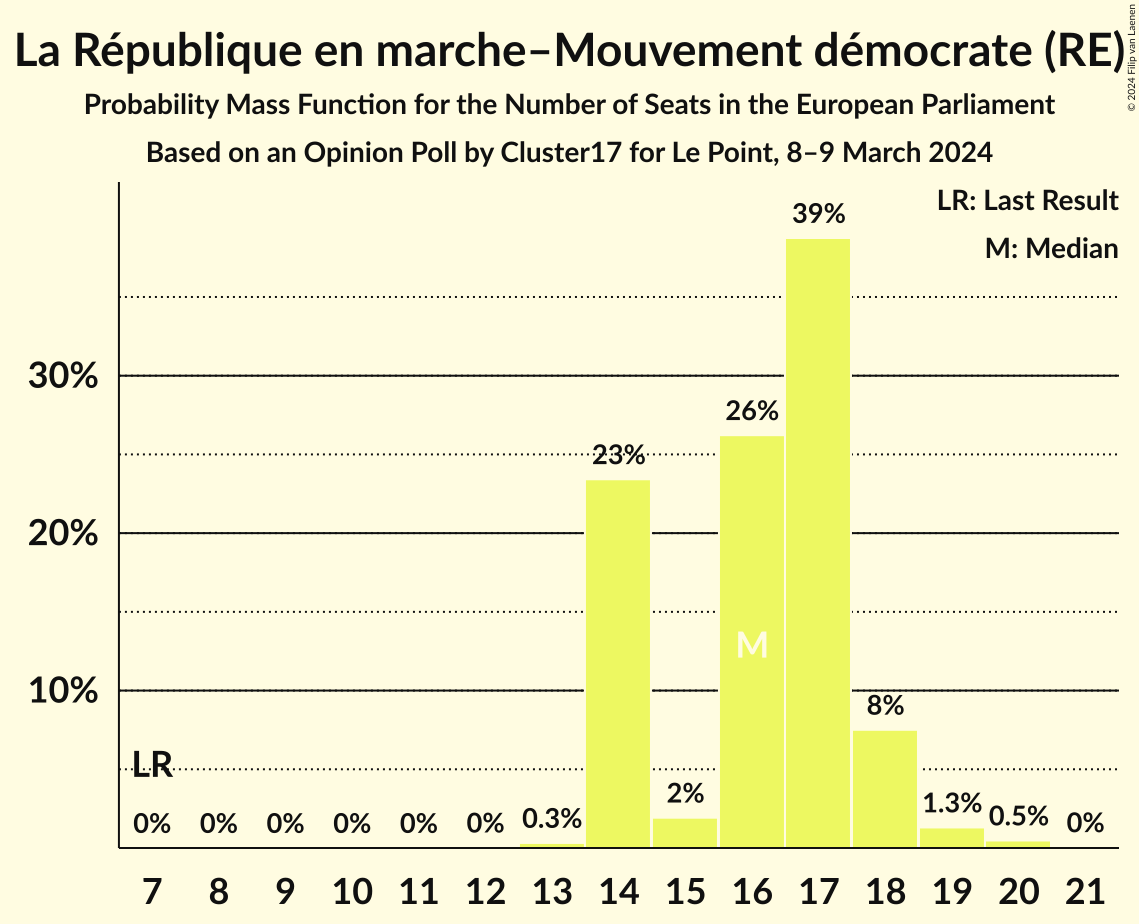 La République en marche–Mouvement démocrate (RE)
© 2024 Filip van Laenen
Probability Mass Function for the Number of Seats in the European Parliament
Based on an Opinion Poll by Cluster17 for Le Point, 8–9 March 2024
LR: Last Result
M: Median
39%
30%
26%
23%
20%
M
10%
8%
LR
2%
1.3%
0.5%
0.3%
0% 0% 0% 0% 0% 0% 0%
7 8 9 10 11 12 13 14 15 16 17 18 19 20 21